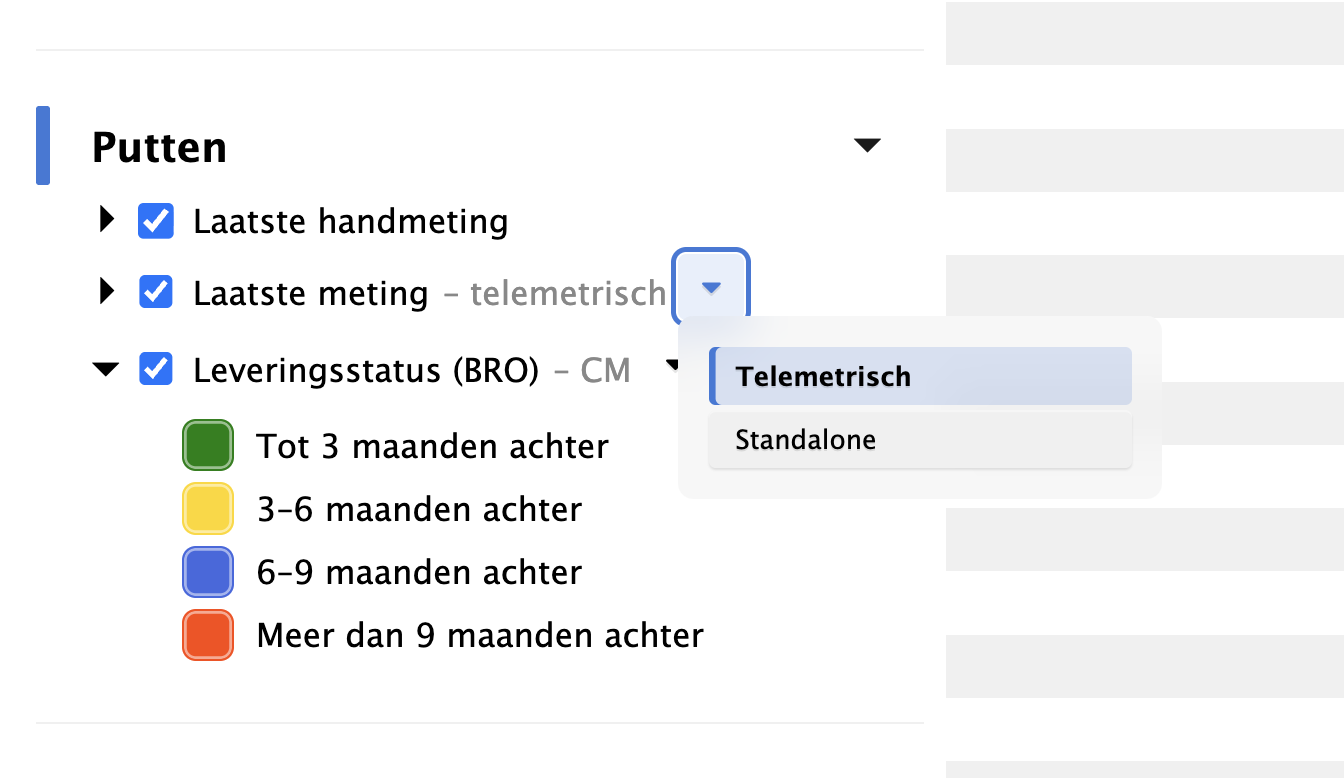 Putten
Laatste handmeting
Laatste meting – telemetrisch
Telemetrisch
Standalone
Leveringsstatus (BRO) – CM
Tot 3 maanden achter
3–6 maanden achter
6–9 maanden achter
Meer dan 9 maanden achter